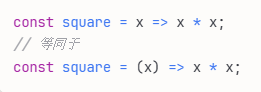 const square = x => x * x;
// 等同于
const square = (x) => x * x;